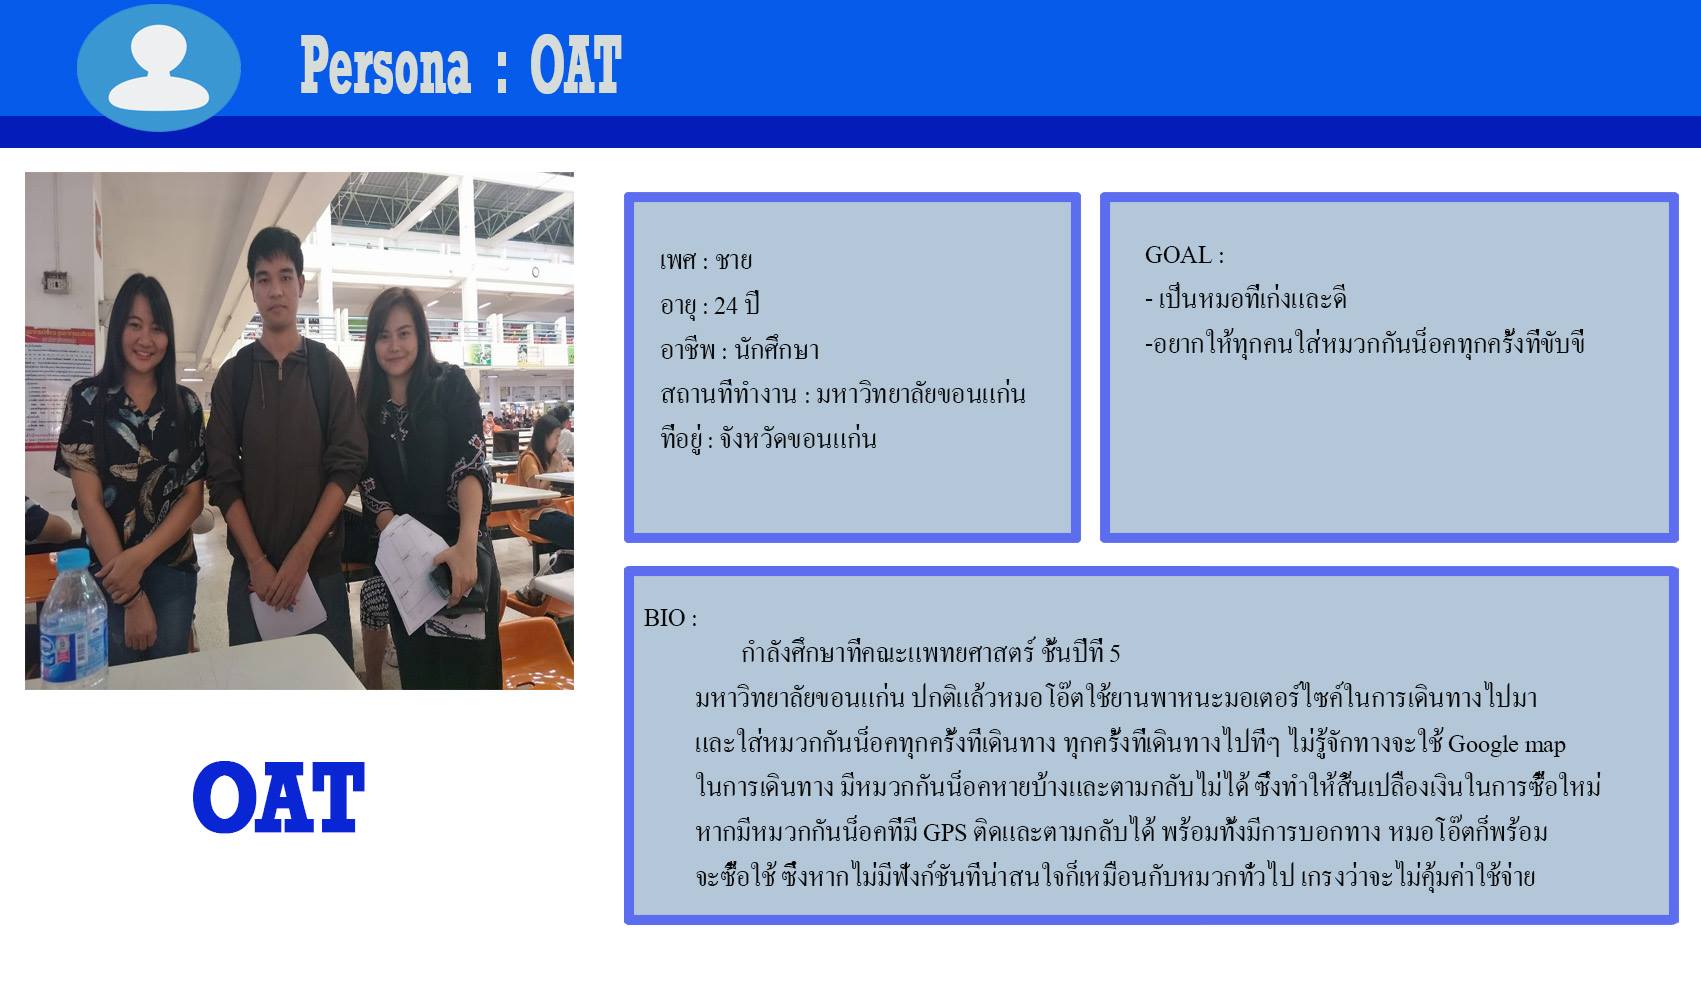 Persona : OAT
เพศ : ชาย
อายุ : 24 ปี
อาชีพ : นักศึกษา
สถานที่ทำงาน : มหาวิทยาลัยขอนแก่น
ที่อยู่ : จังหวัดขอนแก่น
GOAL :
- เป็นหมอที่เก่งและดี
-อยากให้ทุกคนใส่หมวกกันน็อคทุกครั้งที่ขับขี่
BIO :
กำลังศึกษาที่คณะแพทยศาสตร์ ชั้นปีที่ 5
มหาวิทยาลัยขอนแก่น ปกติแล้วหมอโอ๊ตใช้ยานพาหนะมอเตอร์ไซค์ในการเดินทางไปมา
และใส่หมวกกันน็อคทุกครั้งที่เดินทาง ทุกครั้งที่เดินทางไปที่ๆ ไม่รู้จักทางจะใช้ Google map
ในการเดินทาง มีหมวกกันน็อคหายบ้างและตามกลับไม่ได้ ซึ่งทำให้สิ้นเปลืองเงินในการซื้อใหม่
หากมีหมวกกันน็อคที่มี GPS ติดและตามกลับได้ พร้อมทั้งมีการบอกทาง หมอโอ๊ตก็พร้อม
จะซื้อใช้ ซึ่งหากไม่มีฟังก์ชันที่น่าสนใจก็เหมือนกับหมวกทั่วไป เกรงว่าจะไม่คุ้มค่าใช้จ่าย
OAT